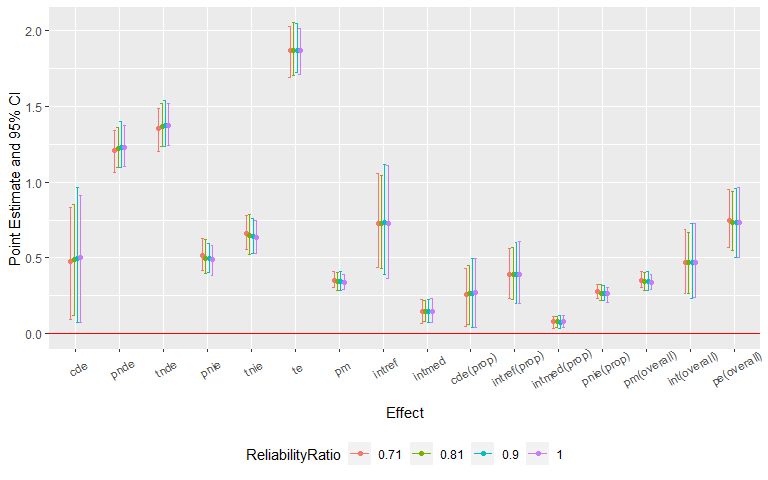 2.0
1.5
1.0
0.5
0.0
Point Estimate and 95% CI
cde
pnde
tnde
pnie
tnie
te
pm
intref
intmed
cde(prop)
intref(prop)
intmed(prop)
pnie(prop)
pm(overall)
int(overall)
pe(overall)
Effect
ReliabilityRatio 0.71 0.81 0.9 1